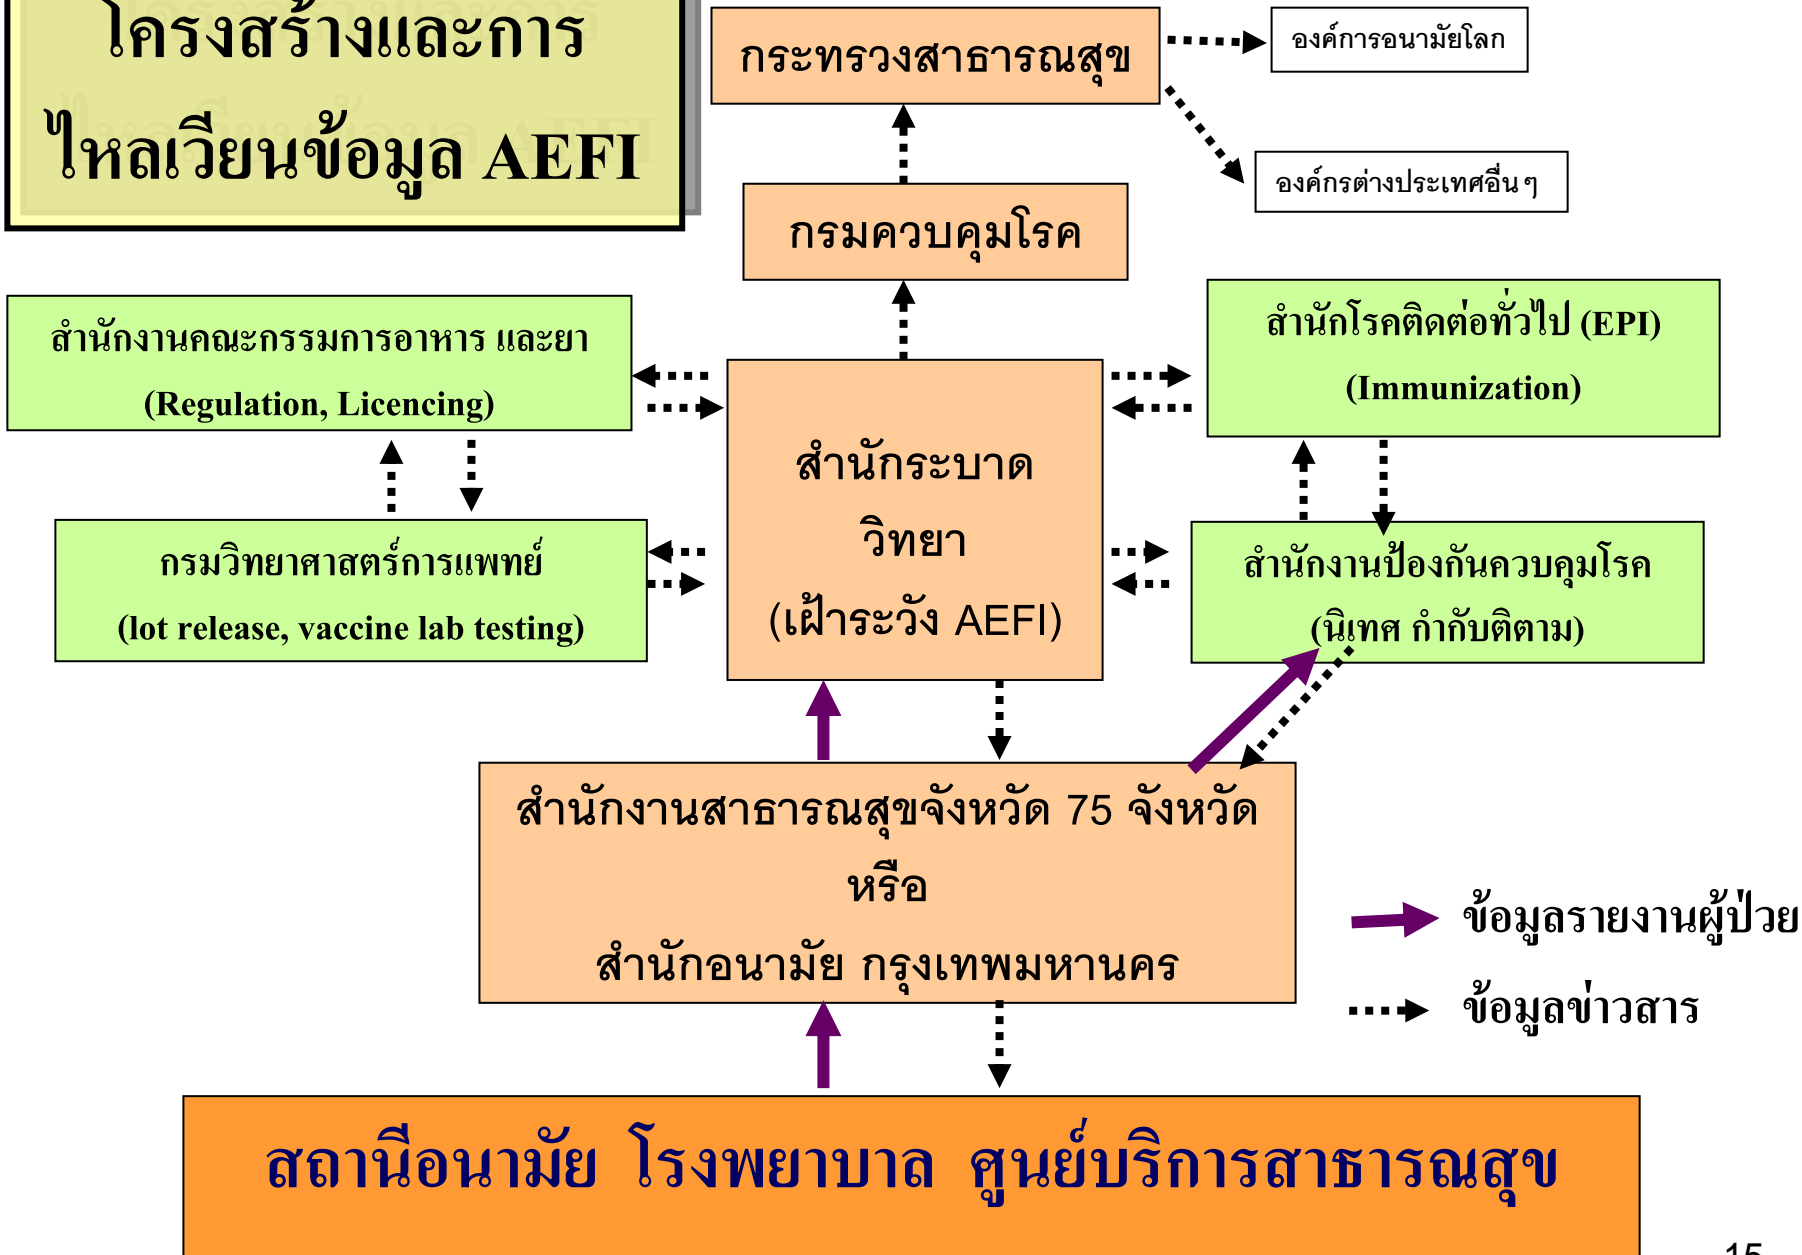 โครงสร้างและการ
ไหลเวียนข้อมูล AEFI
กระทรวงสาธารณสุข
องค์การอนามัยโลก
องค์กรต่างประเทศอื่น ๆ
กรมควบคุมโรค
สำนักงานคณะกรรมการอาหาร และยา
(Regulation, Licencing)
สำนักโรคติดต่อทั่วไป (EPI)
(Immunization)
สำนักระบาด
วิทยา
(เฝ้าระวัง AEFI)
กรมวิทยาศาสตร์การแพทย์
(lot release, vaccine lab testing)
สำนักงานป้องกันควบคุมโรค
(นิเทศ กำกับติตาม)
สำนักงานสาธารณสุขจังหวัด 75 จังหวัด
หรือ
สำนักอนามัย กรุงเทพมหานคร
ข้อมูลรายงานผู้ป่วย
ข้อมูลข่าวสาร
สถานีอนามัย โรงพยาบาล ศูนย์บริการสาธารณสุข
15